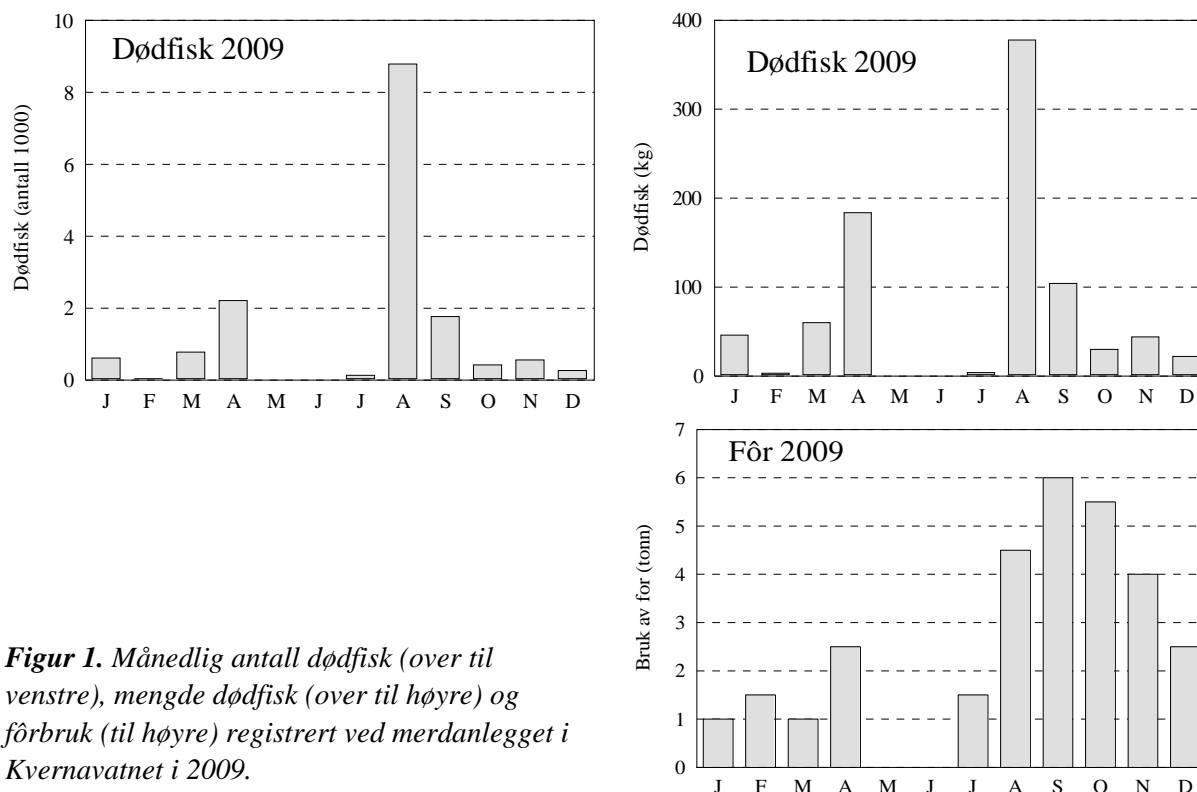 Dødfisk 2009
Dødfisk (antall 1000)
10
8
6
4
2
0
J F M A M J J A S O N D
Dødfisk 2009
Dødfisk (kg)
400
300
200
100
0
J F M A M J J A S O N D
Fôr 2009
Bruk av for (tonn)
7
6
5
4
3
2
1
0
J F M A M J J A S O N D
Figur 1. Månedlig antall dødfisk (over til
venstre), mengde dødfisk (over til høyre) og
fôrbruk (til høyre) registrert ved merdanlegget i
Kvernavatnet i 2009.